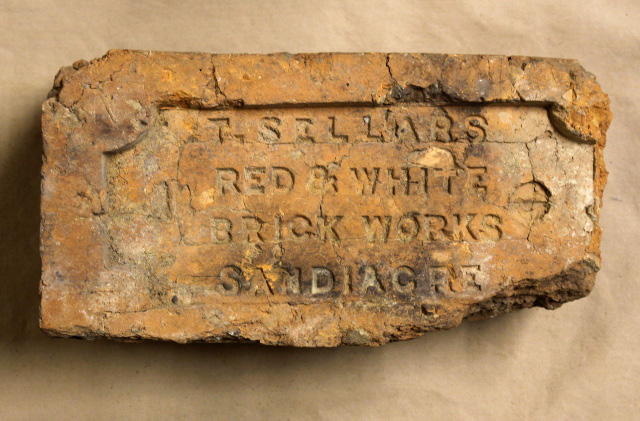 T. SELLARS
RED & WHITE
BRICK WORKS
SANDIACRE